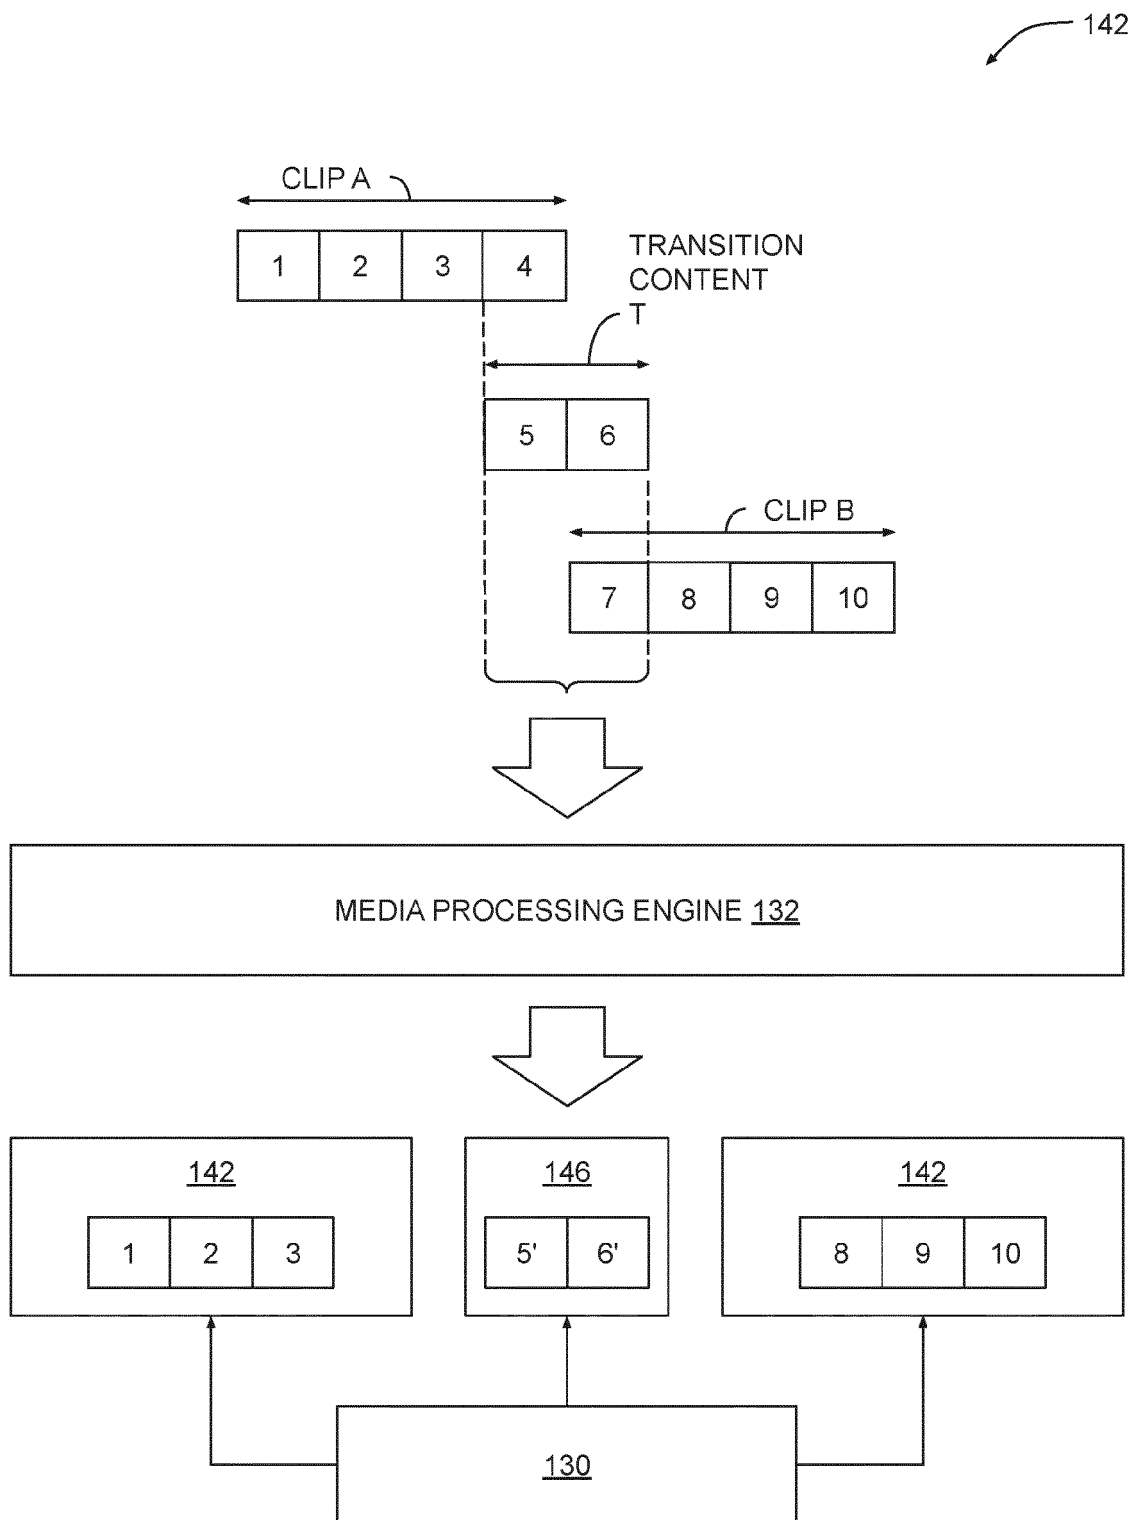 142
CLIP A
1 2 3 4
TRANSITION
CONTENT
T
5 6
CLIP B
7 8 9 10
MEDIA PROCESSING ENGINE 132
142 146 142
1 2 3 5' 6' 8 9 10
130